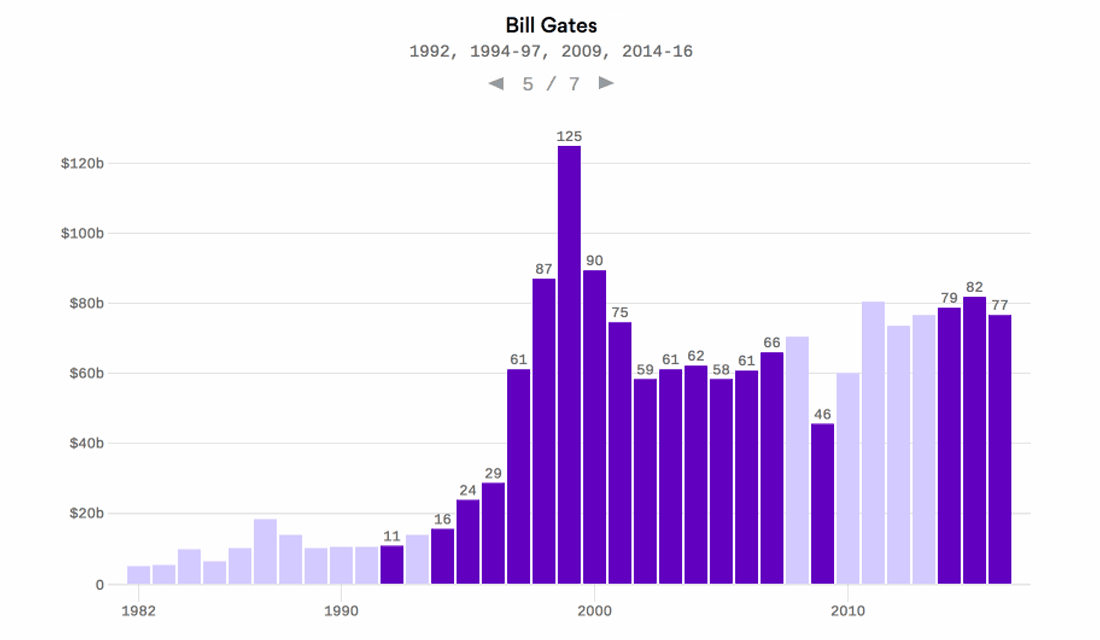 Bill Gates
1992, 1994-97, 2009, 2014-16
◀ 5 / 7 ▶
125
$120b
$100b
90
87
82
$80b
79
77
75
66
62
61
61
61
$60b
59
58
46
$40b
29
24
$20b
16
11
0
1982
1990
2000
2010